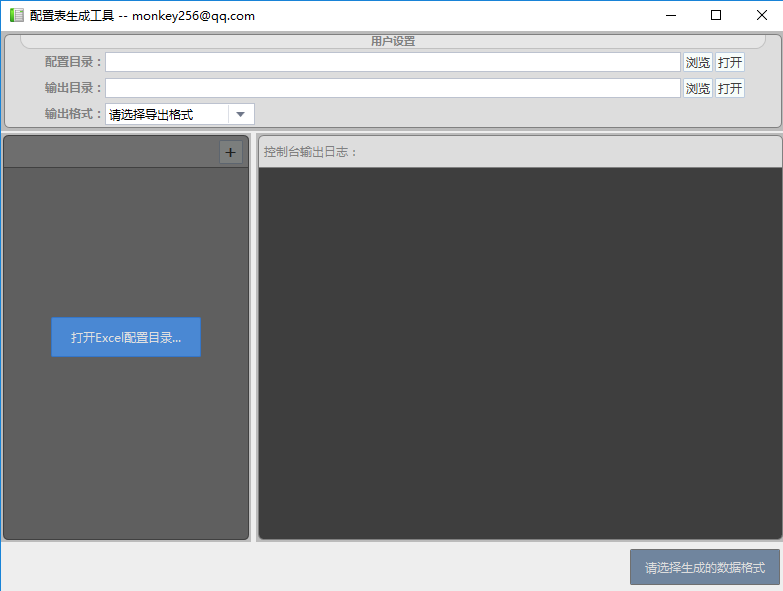 配置表生成工具 -- monkey256@qq.com
用户设置
配置目录： 浏览 打开
输出目录： 浏览 打开
输出格式： 请选择导出格式
+
控制台输出日志：
打开Excel配置目录...
请选择生成的数据格式